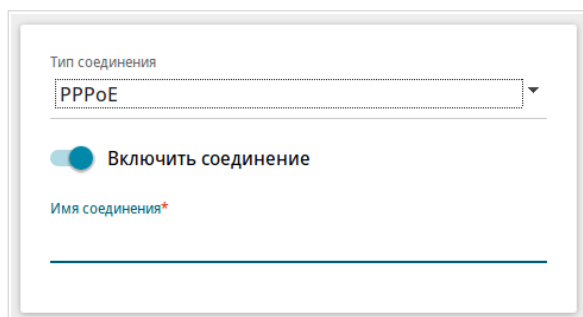 Тип соединения
PPPoE
Включить соединение
Имя соединения*